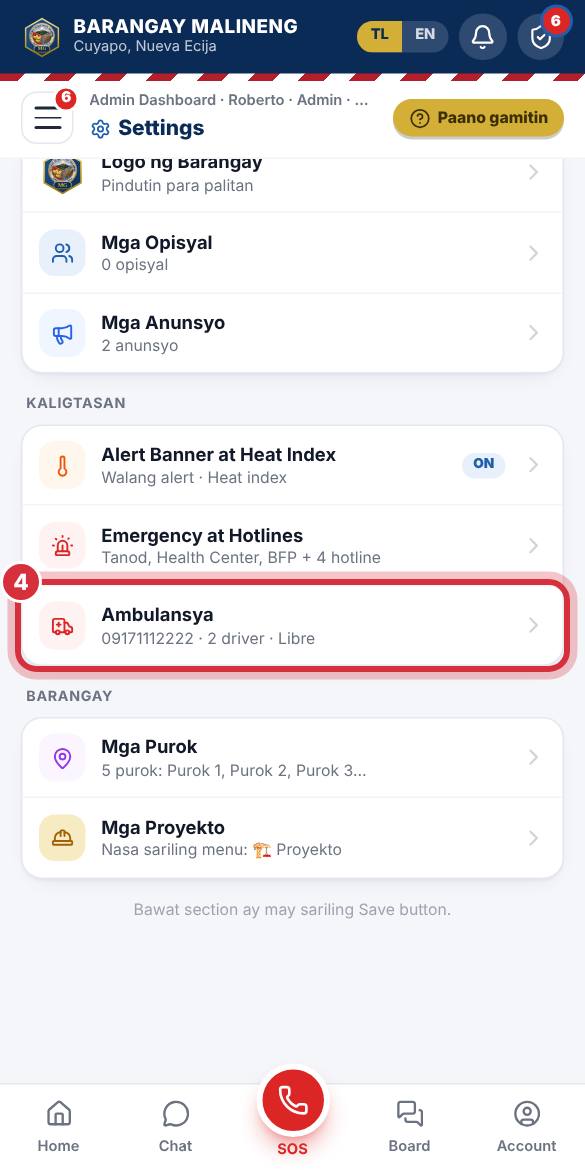 BARANGAY MALINENG
Cuyapo, Nueva Ecija
TL EN
6
6
Admin Dashboard · Roberto · Admin · ...
Settings
Paano gamitin
Logo ng Barangay
Pindutin para palitan
Mga Opisyal
0 opisyal
Mga Anunsyo
2 anunsyo
KALIGTASAN
Alert Banner at Heat Index
Walang alert · Heat index
ON
Emergency at Hotlines
Tanod, Health Center, BFP + 4 hotline
4
Ambulansya
09171112222 · 2 driver · Libre
BARANGAY
Mga Purok
5 purok: Purok 1, Purok 2, Purok 3...
Mga Proyekto
Nasa sariling menu: 🏗️ Proyekto
Bawat section ay may sariling Save button.
Home
Chat
SOS
Board
Account